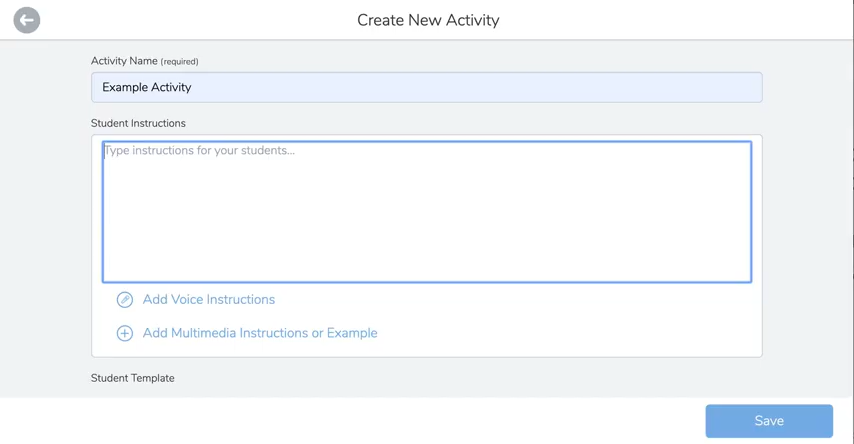 Create New Activity
Activity Name (required)
Example Activity
Student Instructions
Type instructions for your students...
Add Voice Instructions
Add Multimedia Instructions or Example
Student Template
Save